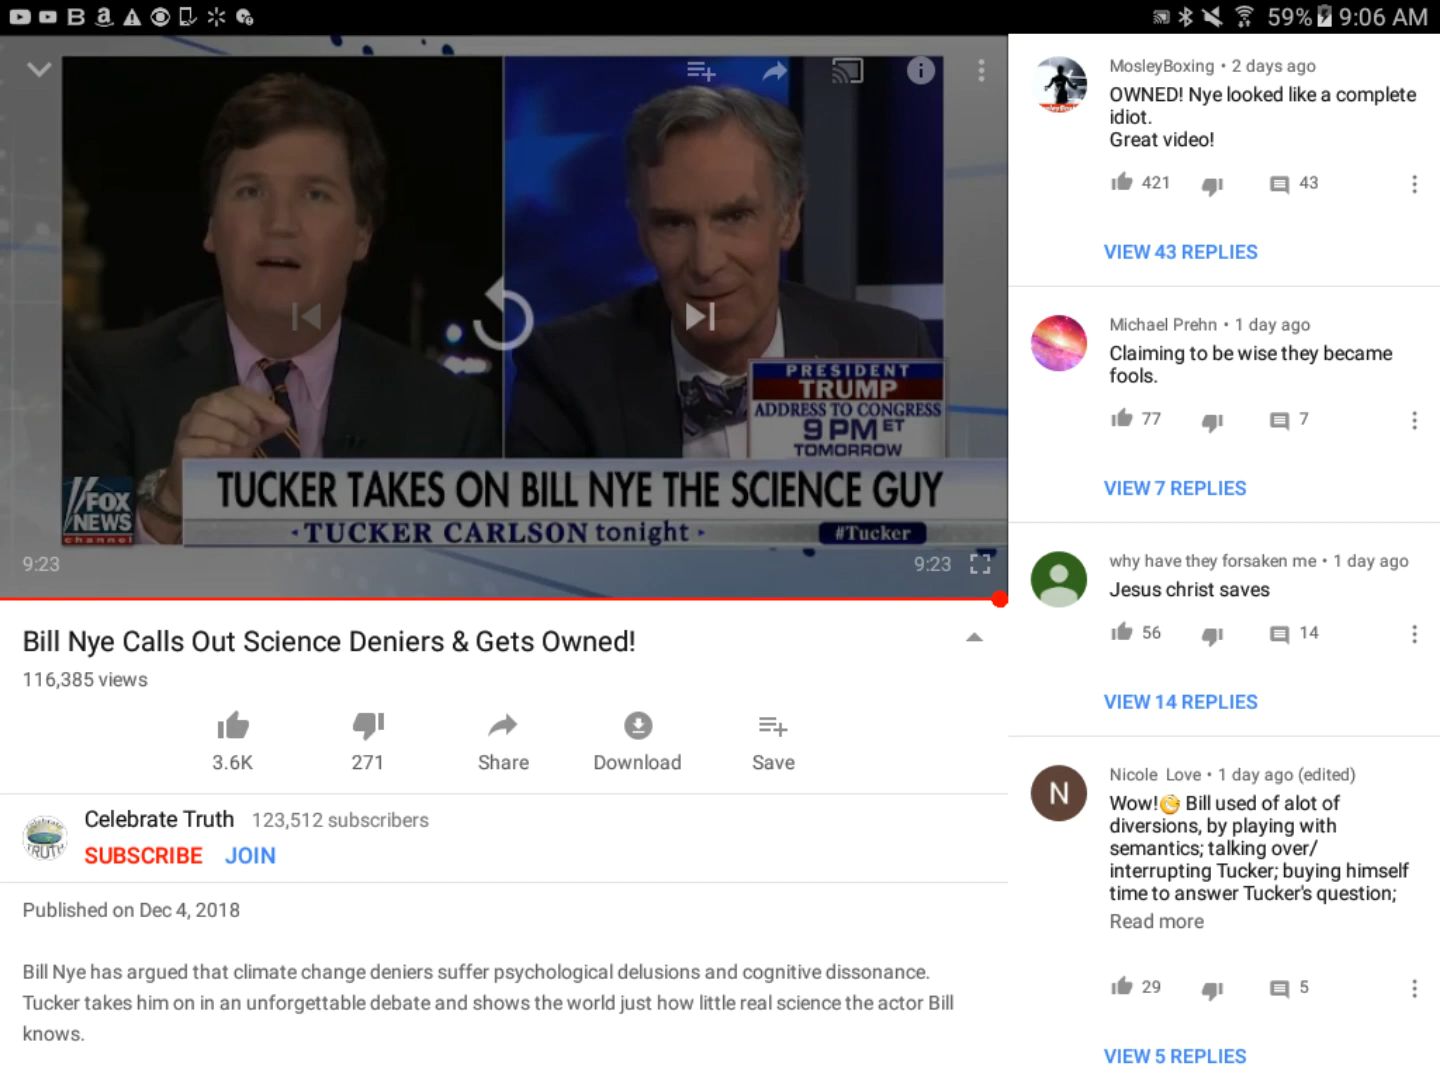 59% 9:06 AM
PRESIDENT
TRUMP
ADDRESS TO CONGRESS
9 PM ET
TOMORROW
TUCKER TAKES ON BILL NYE THE SCIENCE GUY
FOX
NEWS
channel
TUCKER CARLSON tonight
#Tucker
9:23
9:23
Bill Nye Calls Out Science Deniers & Gets Owned!
116,385 views
3.6K
271
Share
Download
Save
Celebrate Truth 123,512 subscribers
SUBSCRIBE JOIN
Published on Dec 4, 2018
Bill Nye has argued that climate change deniers suffer psychological delusions and cognitive dissonance.
Tucker takes him on in an unforgettable debate and shows the world just how little real science the actor Bill
knows.
MosleyBoxing • 2 days ago
OWNED! Nye looked like a complete
idiot.
Great video!
421
43
VIEW 43 REPLIES
Michael Prehn • 1 day ago
Claiming to be wise they became
fools.
77
7
VIEW 7 REPLIES
why have they forsaken me • 1 day ago
Jesus christ saves
56
14
VIEW 14 REPLIES
N
Nicole Love • 1 day ago (edited)
Wow! Bill used of alot of
diversions, by playing with
semantics; talking over/
interrupting Tucker; buying himself
time to answer Tucker's question;
Read more
29
5
VIEW 5 REPLIES